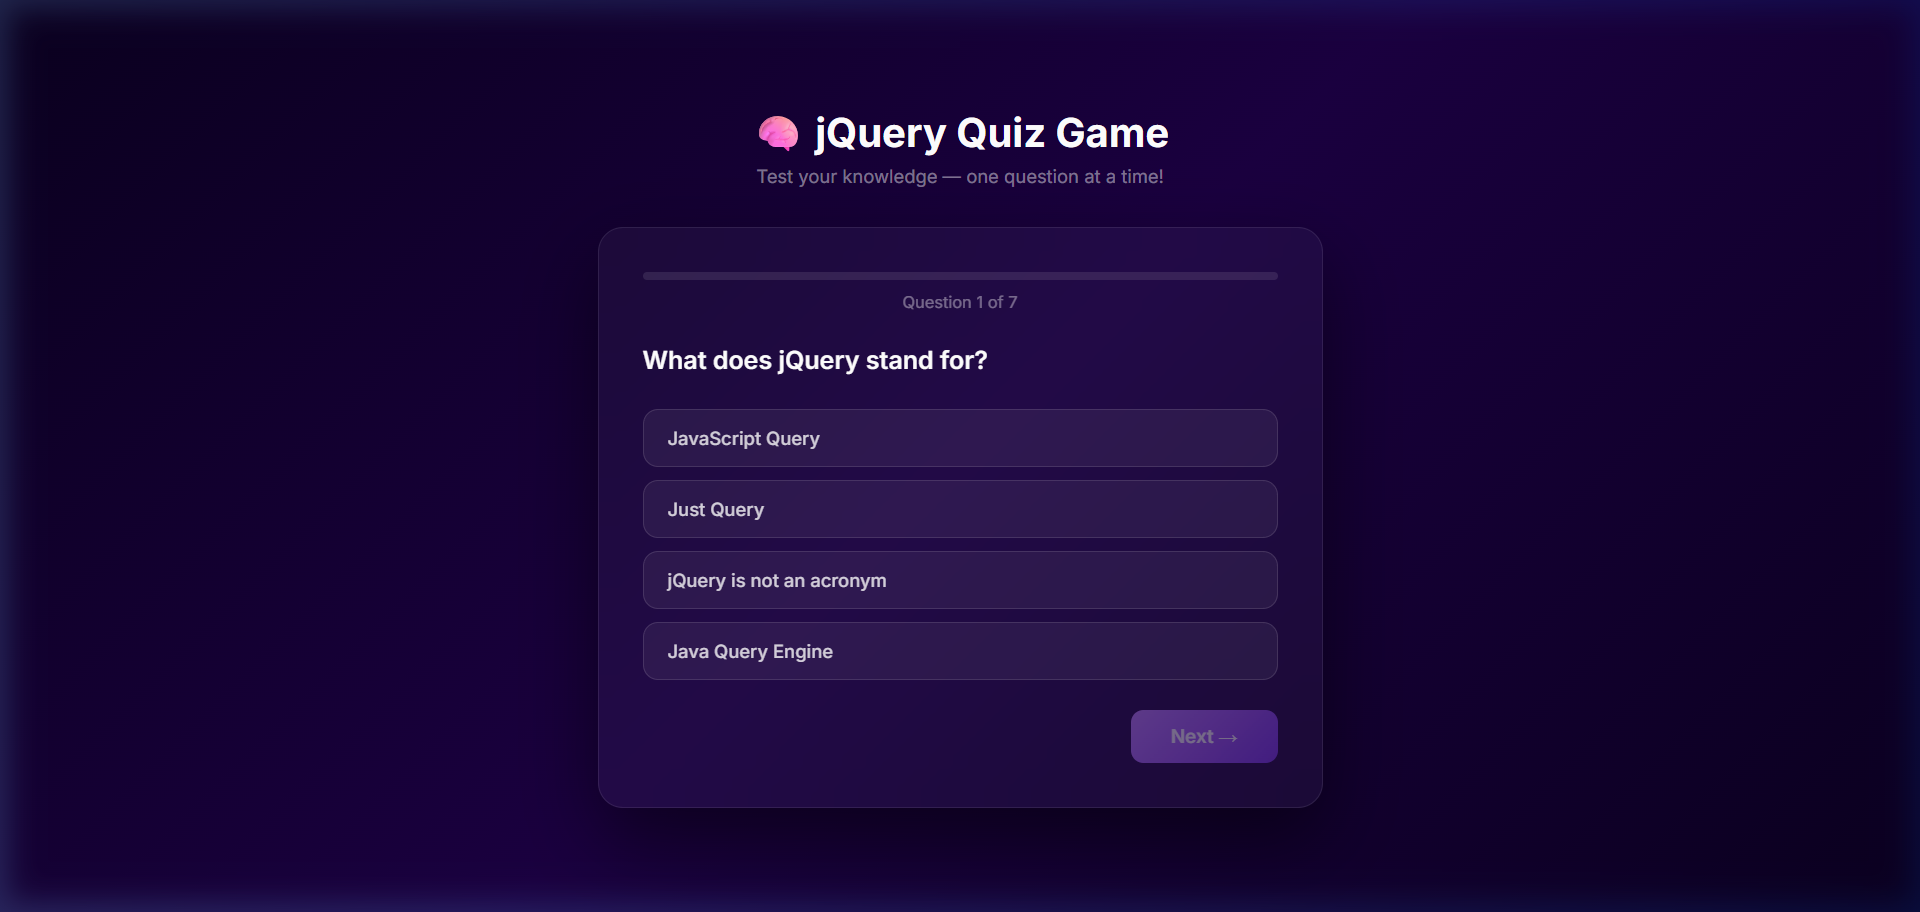 jQuery Quiz Game
Test your knowledge — one question at a time!
Question 1 of 7
What does jQuery stand for?
JavaScript Query
Just Query
jQuery is not an acronym
Java Query Engine
Next →